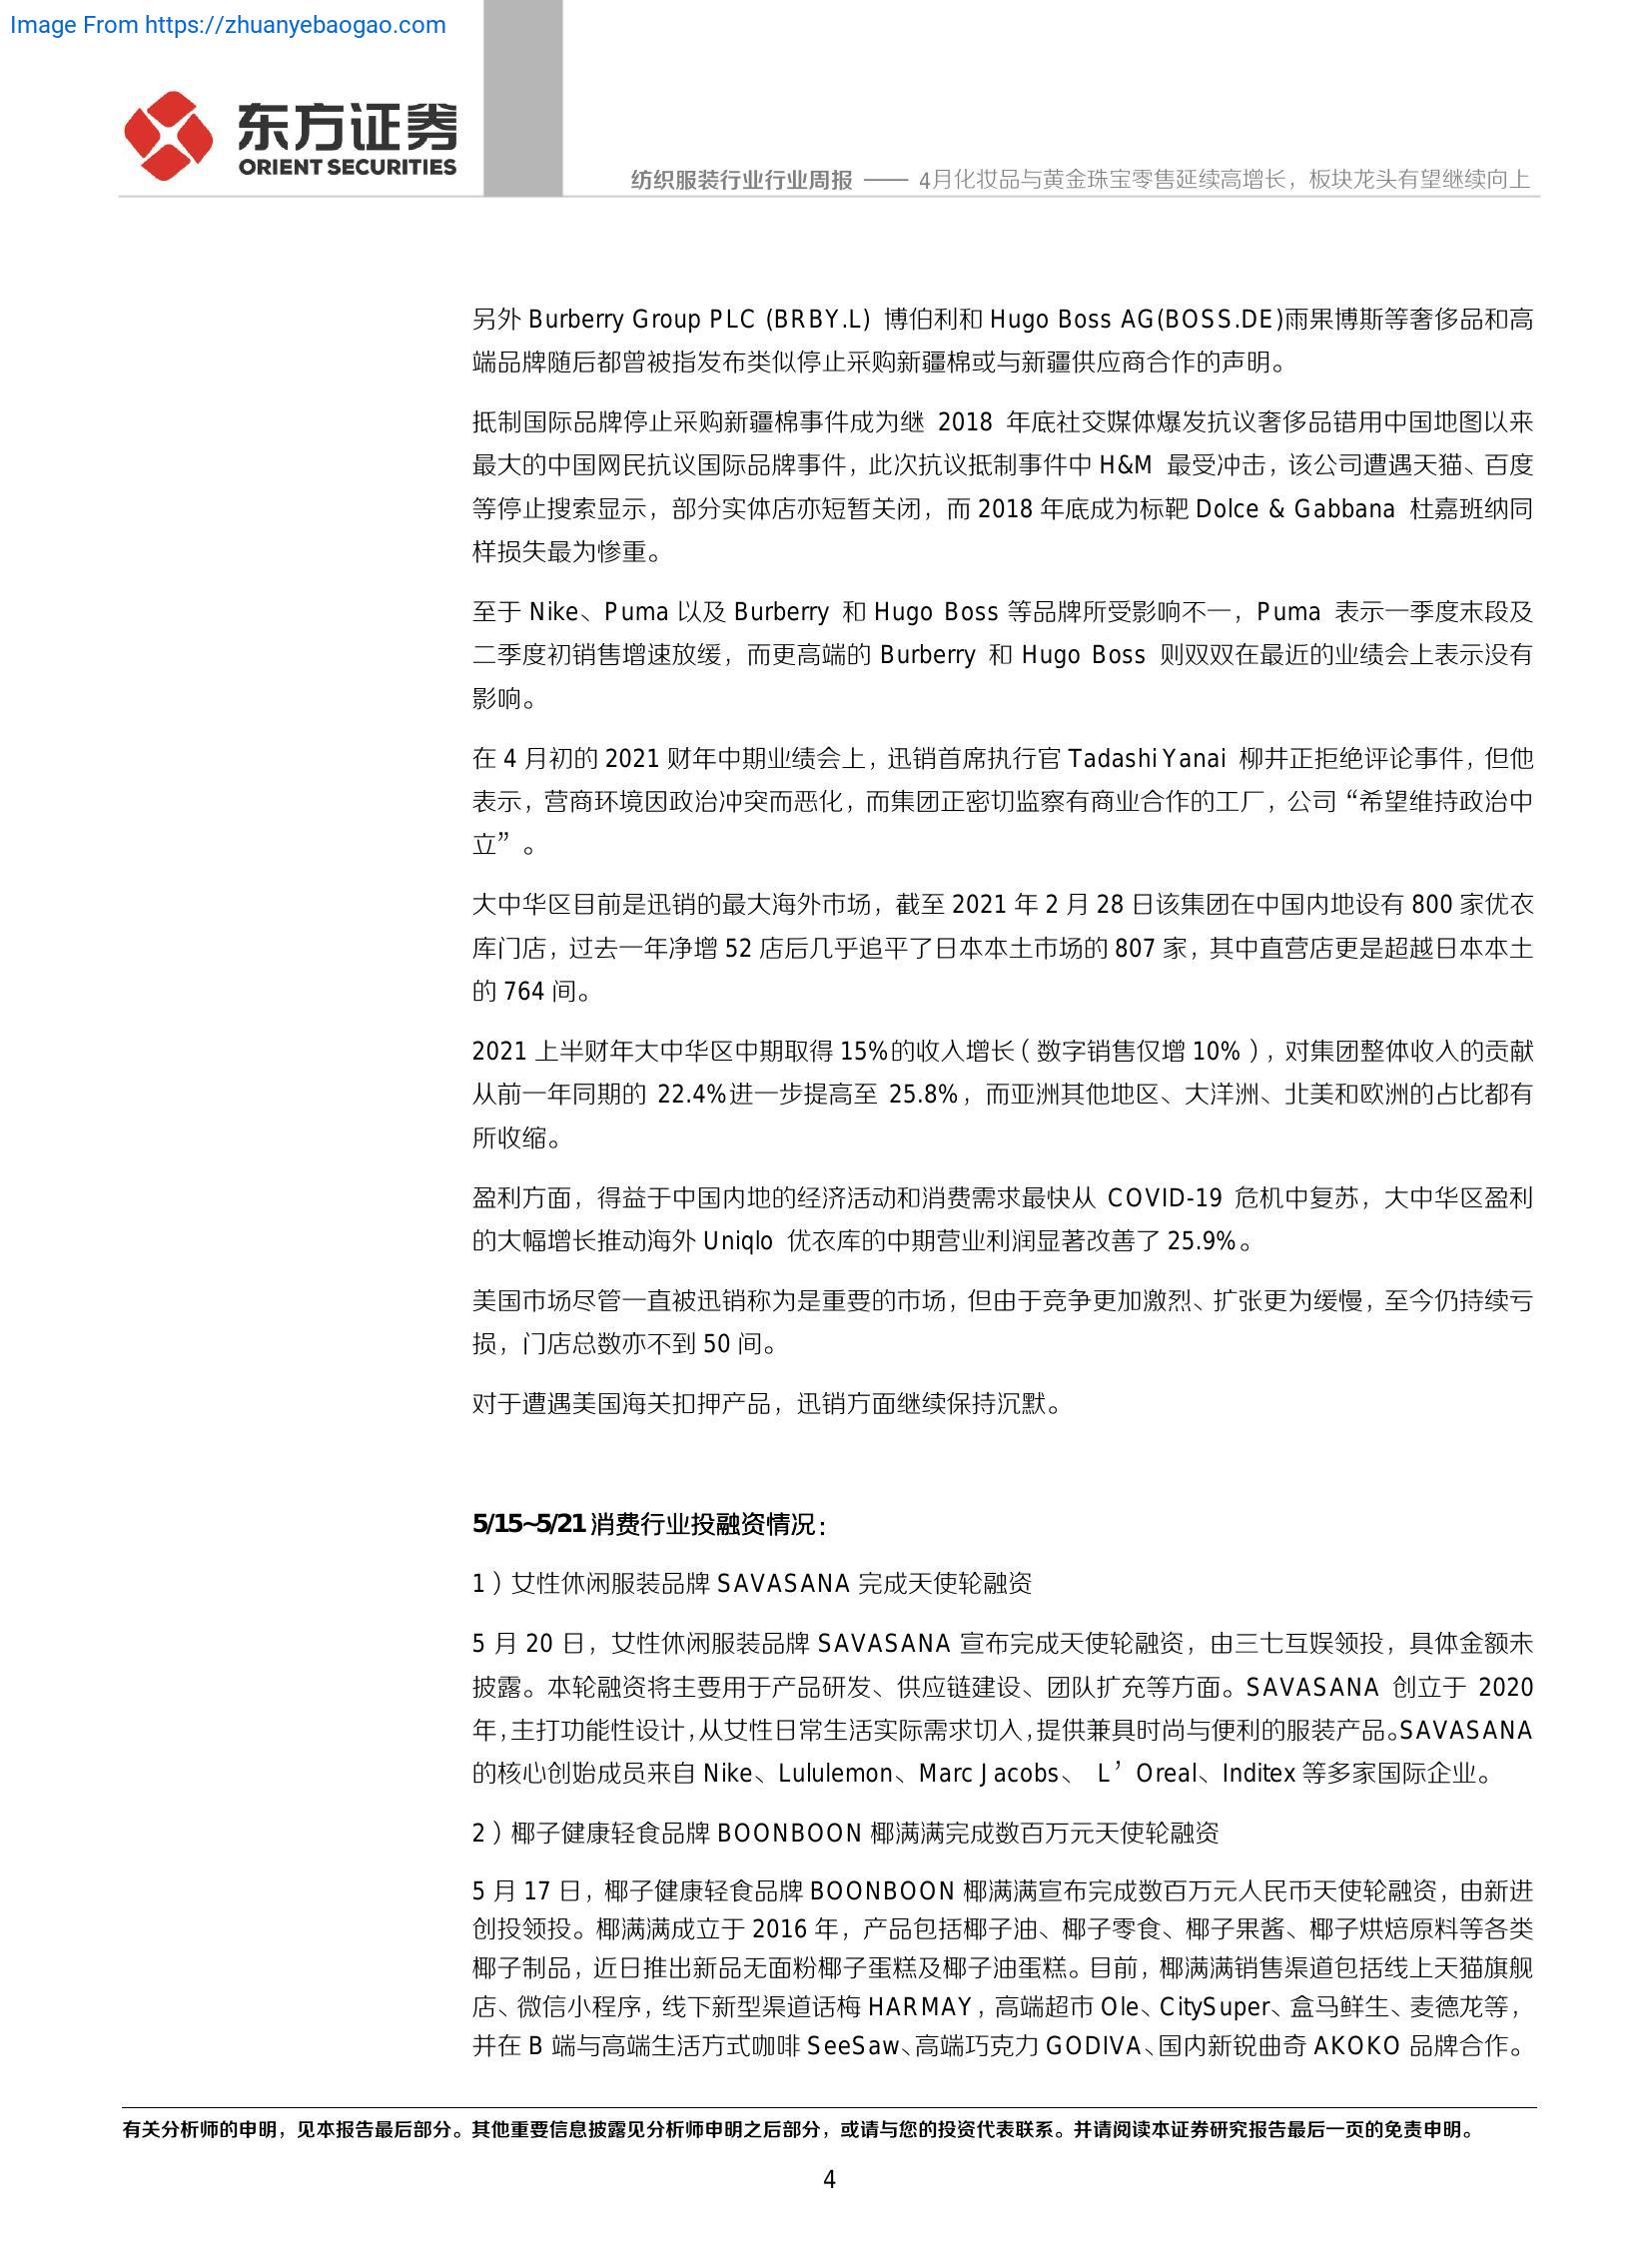 Image From https://zhuanyebaogao.com
东方证券
ORIENT SECURITIES
纺织服装行业行业周报 —— 4月化妆品与黄金珠宝零售延续高增长，板块龙头有望继续向上
另外 Burberry Group PLC (BRBY.L) 博伯利和 Hugo Boss AG(BOSS.DE)雨果博斯等奢侈品和高
端品牌随后都曾被指发布类似停止采购新疆棉或与新疆供应商合作的声明。
抵制国际品牌停止采购新疆棉事件成为继 2018 年底社交媒体爆发抗议奢侈品错用中国地图以来
最大的中国网民抗议国际品牌事件，此次抗议抵制事件中 H&M 最受冲击，该公司遭遇天猫、百度
等停止搜索显示，部分实体店亦短暂关闭，而 2018 年底成为标靶 Dolce & Gabbana 杜嘉班纳同
样损失最为惨重。
至于 Nike、Puma 以及 Burberry 和 Hugo Boss 等品牌所受影响不一，Puma 表示一季度末段及
二季度初销售增速放缓，而更高端的 Burberry 和 Hugo Boss 则双双在最近的业绩会上表示没有
影响。
在 4 月初的 2021 财年中期业绩会上，迅销首席执行官 Tadashi Yanai 柳井正拒绝评论事件，但他
表示，营商环境因政治冲突而恶化，而集团正密切监察有商业合作的工厂，公司“希望维持政治中
立”。
大中华区目前是迅销的最大海外市场，截至 2021 年 2 月 28 日该集团在中国内地设有 800 家优衣
库门店，过去一年净增 52 店后几乎追平了日本本土市场的 807 家，其中直营店更是超越日本本土
的 764 间。
2021 上半财年大中华区中期取得 15%的收入增长（数字销售仅增 10%），对集团整体收入的贡献
从前一年同期的 22.4%进一步提高至 25.8%，而亚洲其他地区、大洋洲、北美和欧洲的占比都有
所收缩。
盈利方面，得益于中国内地的经济活动和消费需求最快从 COVID-19 危机中复苏，大中华区盈利
的大幅增长推动海外 Uniqlo 优衣库的中期营业利润显著改善了 25.9%。
美国市场尽管一直被迅销称为是重要的市场，但由于竞争更加激烈、扩张更为缓慢，至今仍持续亏
损，门店总数亦不到 50 间。
对于遭遇美国海关扣押产品，迅销方面继续保持沉默。
5/15~5/21 消费行业投融资情况：
1）女性休闲服装品牌 SAVASANA 完成天使轮融资
5 月 20 日，女性休闲服装品牌 SAVASANA 宣布完成天使轮融资，由三七互娱领投，具体金额未
披露。本轮融资将主要用于产品研发、供应链建设、团队扩充等方面。SAVASANA 创立于 2020
年，主打功能性设计，从女性日常生活实际需求切入，提供兼具时尚与便利的服装产品。SAVASANA
的核心创始成员来自 Nike、Lululemon、Marc Jacobs、 L’Oreal、Inditex 等多家国际企业。
2）椰子健康轻食品牌 BOONBOON 椰满满完成数百万元天使轮融资
5 月 17 日，椰子健康轻食品牌 BOONBOON 椰满满宣布完成数百万元人民币天使轮融资，由新进
创投领投。椰满满成立于 2016 年，产品包括椰子油、椰子零食、椰子果酱、椰子烘焙原料等各类
椰子制品，近日推出新品无面粉椰子蛋糕及椰子油蛋糕。目前，椰满满销售渠道包括线上天猫旗舰
店、微信小程序，线下新型渠道话梅 HARMAY，高端超市 Ole、CitySuper、盒马鲜生、麦德龙等，
并在 B 端与高端生活方式咖啡 SeeSaw、高端巧克力 GODIVA、国内新锐曲奇 AKOKO 品牌合作。
有关分析师的申明，见本报告最后部分。其他重要信息披露见分析师申明之后部分，或请与您的投资代表联系。并请阅读本证券研究报告最后一页的免责申明。
4